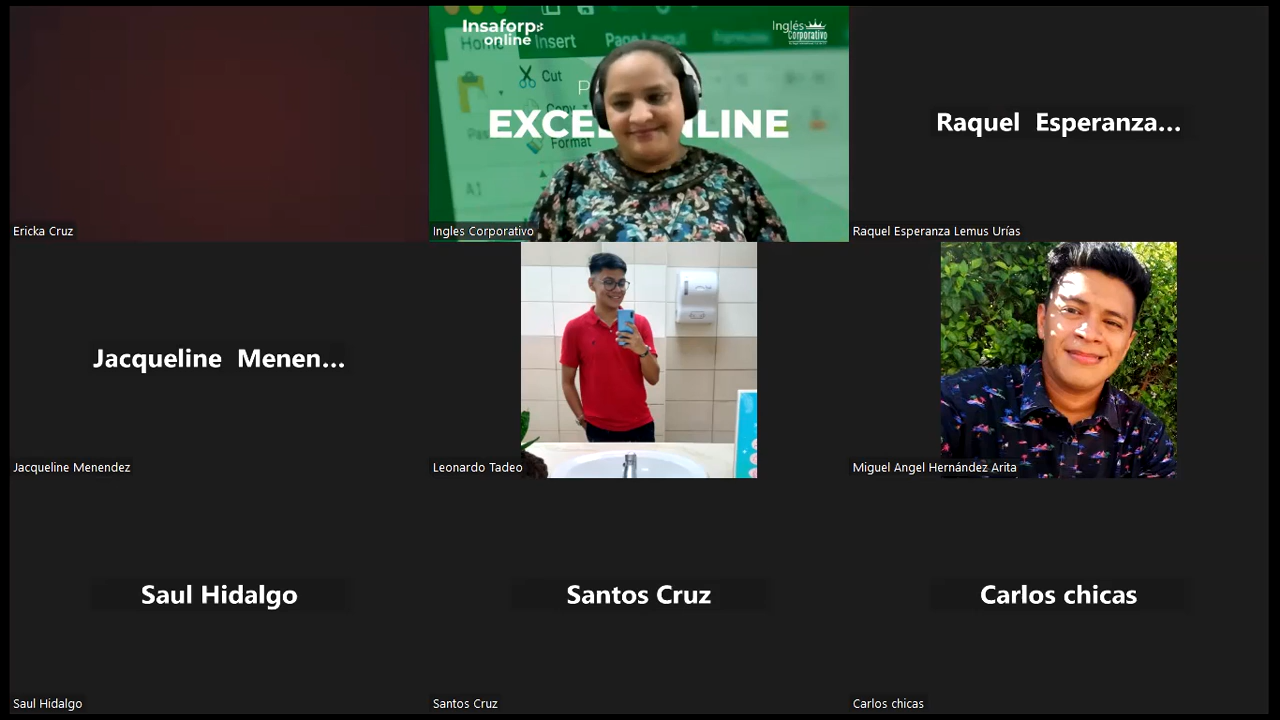 Insaforp
online
Inglés
Corporativo
Home Insert Page Layout
Cut
Copy
Format
EXCEL ONLINE
A1
Raquel Esperanza...
Ericka Cruz
Ingles Corporativo
Raquel Esperanza Lemus Urías
Jacqueline Menen...
Jacqueline Menendez
Leonardo Tadeo
Miguel Angel Hernández Arita
Saul Hidalgo
Santos Cruz
Carlos chicas
Saul Hidalgo
Santos Cruz
Carlos chicas